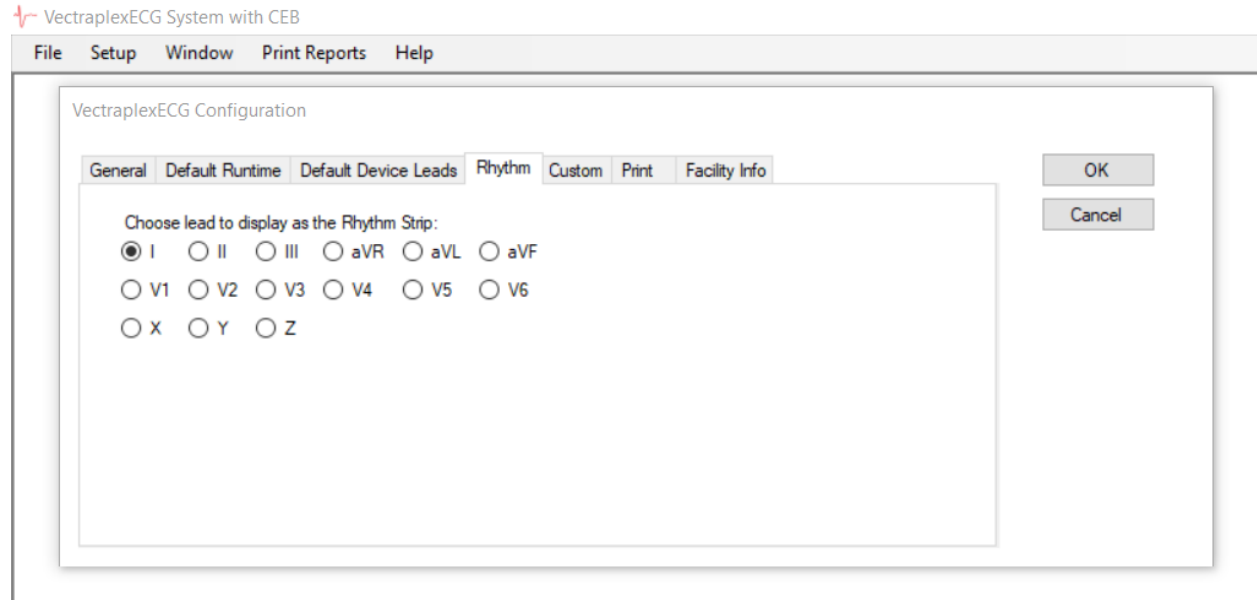 VectraplexECG System with CEB
File Setup Window Print Reports Help
VectraplexECG Configuration
General Default Runtime Default Device Leads Rhythm Custom Print Facility Info
OK
Cancel
Choose lead to display as the Rhythm Strip:
I II III aVR aVL aVF
V1 V2 V3 V4 V5 V6
X Y Z